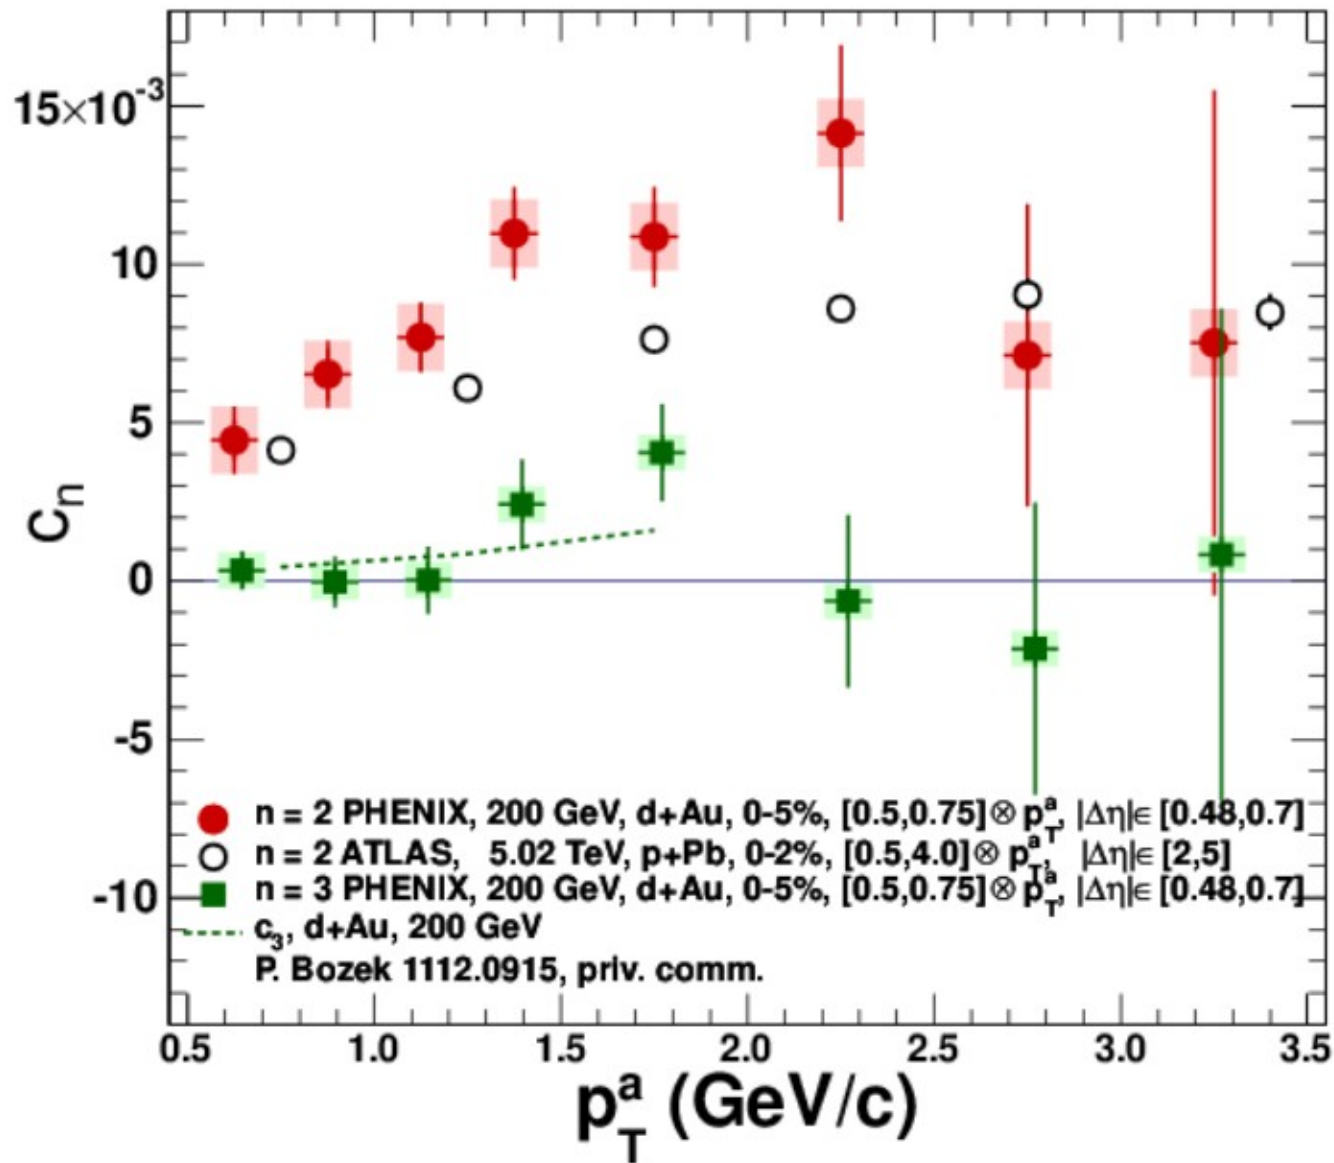 15×10⁻³
10
5
0
-5
-10
cₙ
n = 2 PHENIX, 200 GeV, d+Au, 0-5%, [0.5,0.75]⊗ pᵃ_T, |Δη|∈ [0.48,0.7]
n = 2 ATLAS, 5.02 TeV, p+Pb, 0-2%, [0.5,4.0]⊗ pᵃ_T, |Δη|∈ [2,5]
n = 3 PHENIX, 200 GeV, d+Au, 0-5%, [0.5,0.75]⊗ pᵃ_T, |Δη|∈ [0.48,0.7]
c₃, d+Au, 200 GeV
P. Bozek 1112.0915, priv. comm.
0.5 1.0 1.5 2.0 2.5 3.0 3.5
pᵃ_T (GeV/c)